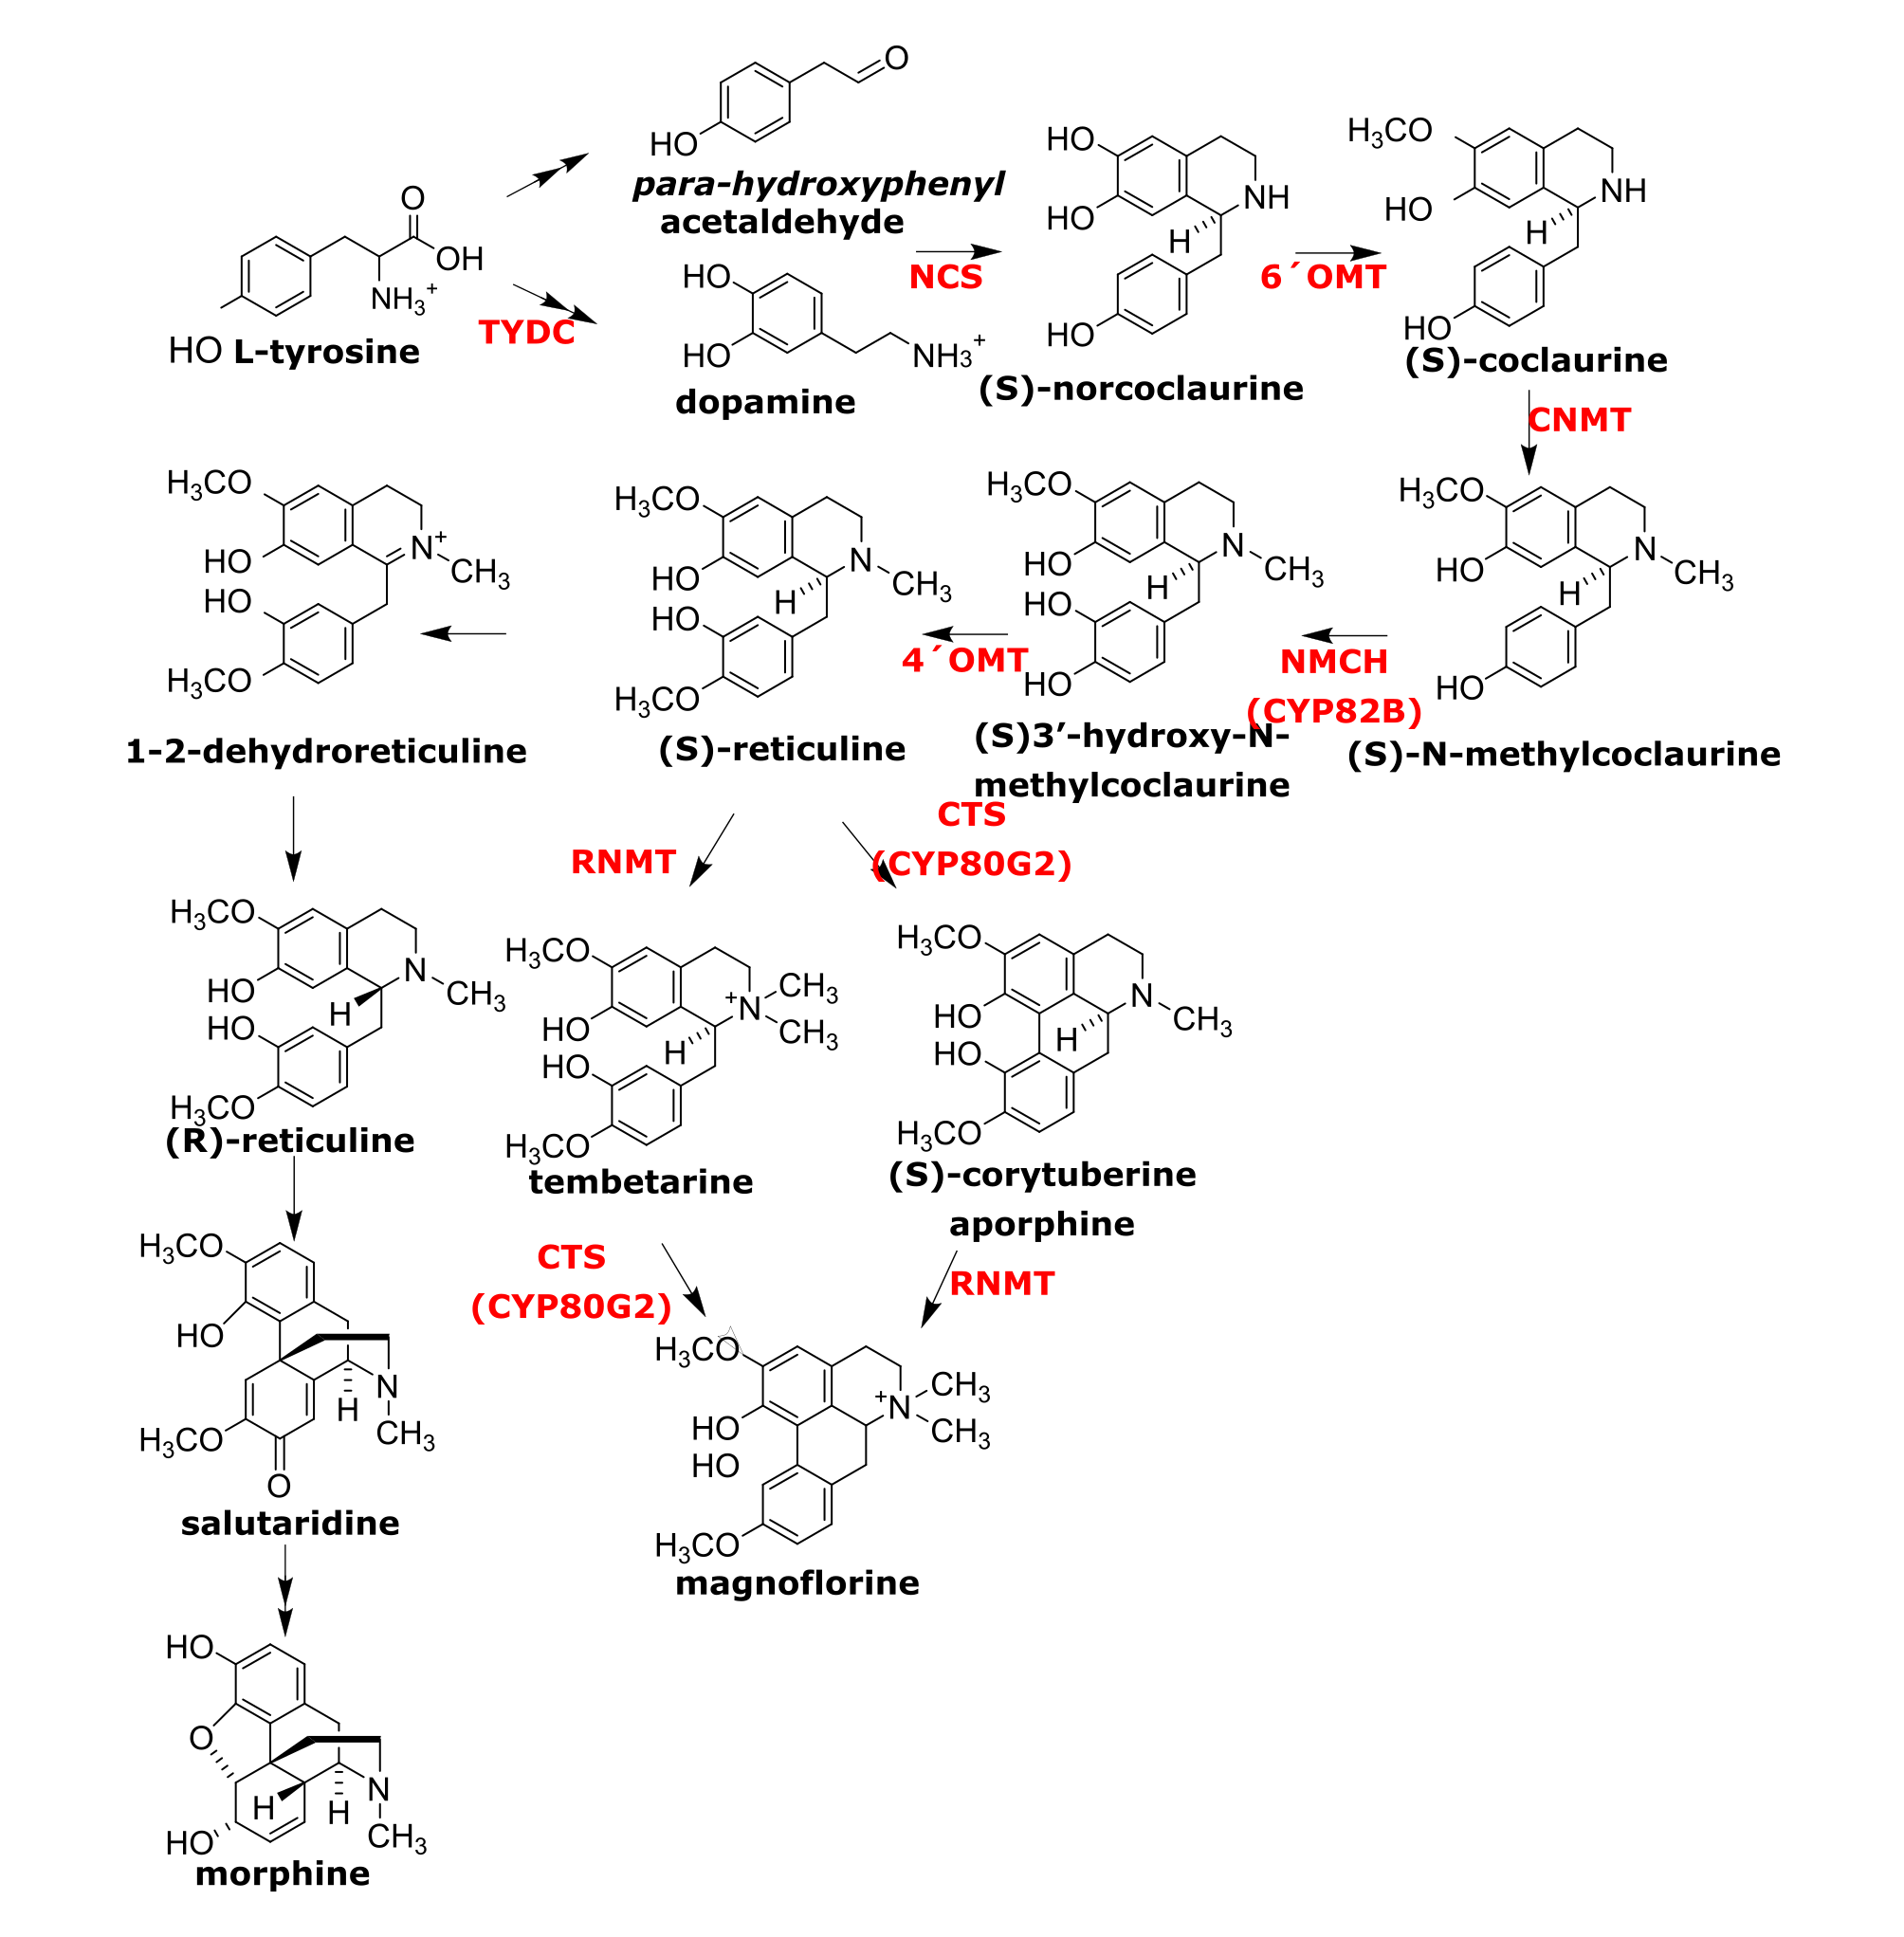 O
HO
para-hydroxyphenyl
acetaldehyde
O
OH
NH3+
HO L-tyrosine
TYDC
HO
HO
NH3+
dopamine
NCS
HO
HO
NH
H
HO
(S)-norcoclaurine
6´OMT
H3CO
HO
NH
H
HO
(S)-coclaurine
CNMT
H3CO
HO
N
CH3
H
HO
(S)-N-methylcoclaurine
NMCH
(CYP82B)
H3CO
HO
N
CH3
H
HO
HO
(S)3’-hydroxy-N-
methylcoclaurine
4´OMT
H3CO
HO
N
CH3
H
HO
H3CO
(S)-reticuline
H3CO
HO
N+
CH3
HO
H3CO
1-2-dehydroreticuline
RNMT
CTS
(CYP80G2)
H3CO
HO
N
CH3
H
HO
H3CO
(R)-reticuline
H3CO
HO
+N
CH3
CH3
H
HO
H3CO
tembetarine
H3CO
HO
N
CH3
H
HO
H3CO
(S)-corytuberine
aporphine
CTS
(CYP80G2)
RNMT
H3CO
HO
N
H
CH3
H3CO
O
salutaridine
H3CO
HO
+N
CH3
CH3
HO
H3CO
magnoflorine
HO
O
H
H
N
CH3
HO
morphine